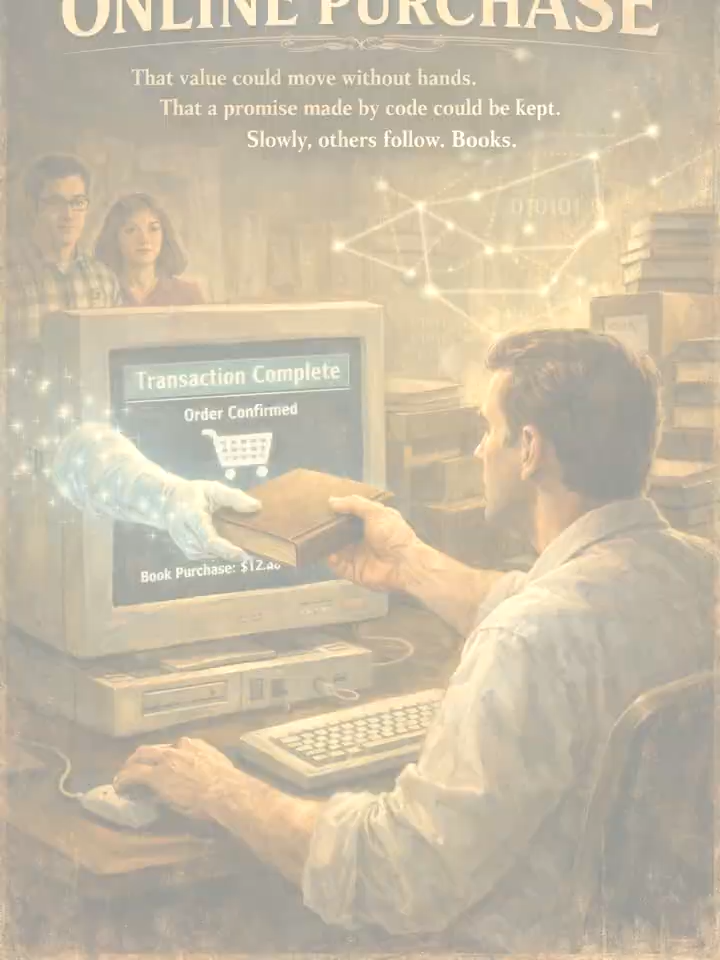 ONLINE PURCHASE
That value could move without hands.
That a promise made by code could be kept.
Slowly, others follow. Books.
010101
Transaction Complete
Order Confirmed
Book Purchase: $12.